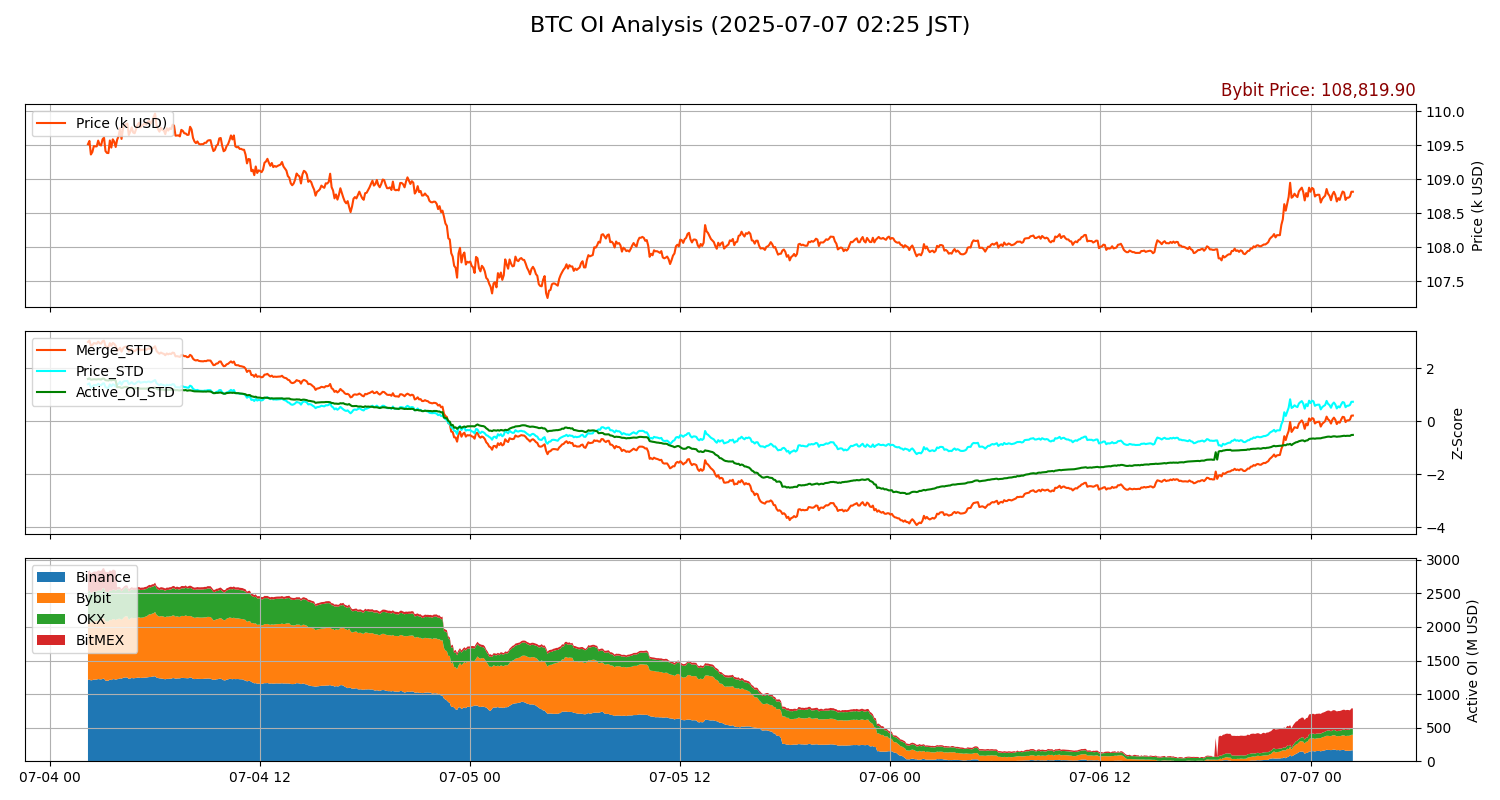 BTC OI Analysis (2025-07-07 02:25 JST)
Bybit Price: 108,819.90
Price (k USD)
110.0
109.5
109.0
108.5
108.0
107.5
Price (k USD)
Merge_STD
Price_STD
Active_OI_STD
2
0
−2
−4
Z-Score
Binance
Bybit
OKX
BitMEX
3000
2500
2000
1500
1000
500
0
Active OI (M USD)
07-04 00
07-04 12
07-05 00
07-05 12
07-06 00
07-06 12
07-07 00